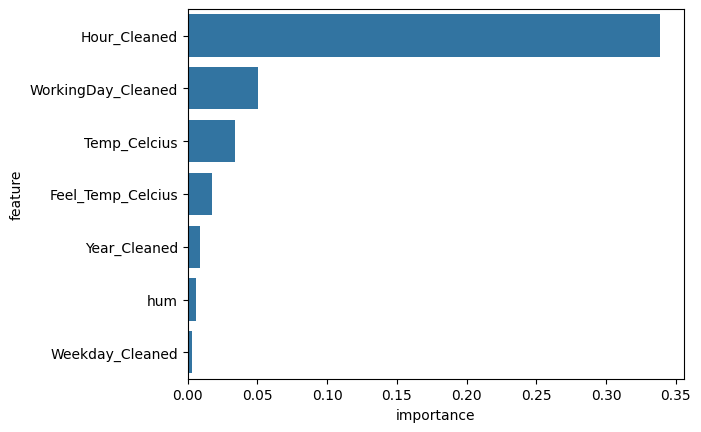 feature
Hour_Cleaned
WorkingDay_Cleaned
Temp_Celcius
Feel_Temp_Celcius
Year_Cleaned
hum
Weekday_Cleaned
0.00 0.05 0.10 0.15 0.20 0.25 0.30 0.35
importance